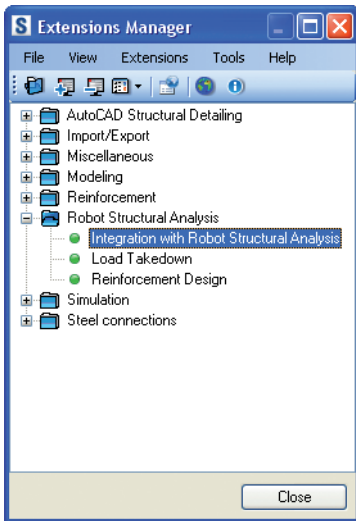 S Extensions Manager
File View Extensions Tools Help
AutoCAD Structural Detailing
Import/Export
Miscellaneous
Modeling
Reinforcement
Robot Structural Analysis
Integration with Robot Structural Analysis
Load Takedown
Reinforcement Design
Simulation
Steel connections
Close